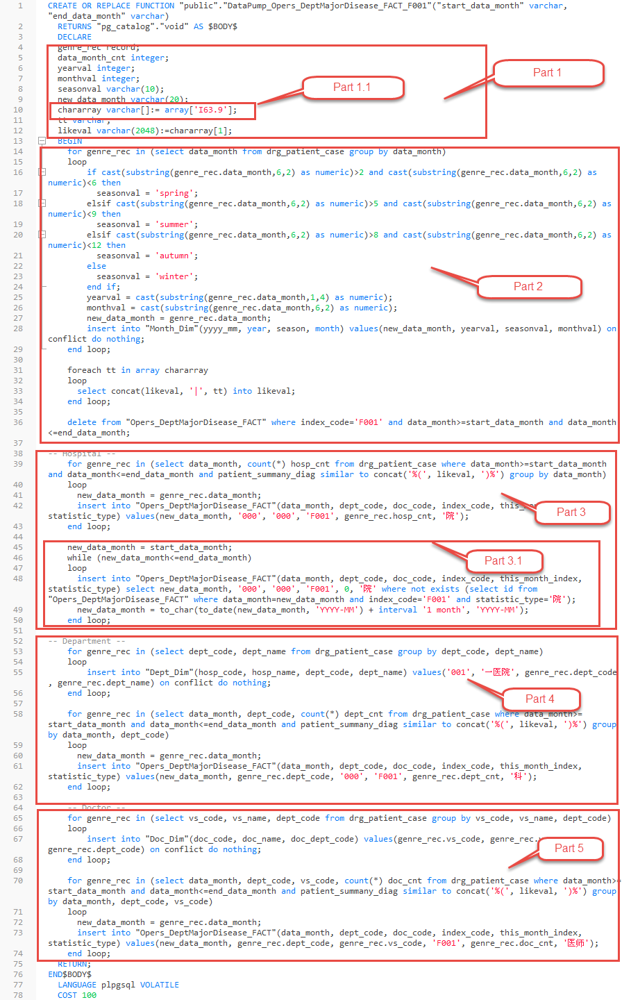 1 CREATE OR REPLACE FUNCTION "public"."DataPump_Opers_DeptMajorDisease_FACT_F001"("start_data_month" varchar,
"end_data_month" varchar)
2 RETURNS "pg_catalog"."void" AS $BODY$
3 DECLARE
4 genre_rec record;
5 data_month_cnt integer;
6 yearval integer;
Part 1
7 monthval integer;
8 seasonval varchar(10);
Part 1.1
9 new_data_month varchar(20);
10 chararray varchar[]:= array['I63.9'];
11 tt varchar;
12 likeval varchar(2048):=chararray[1];
13 BEGIN
14 for genre_rec in (select data_month from drg_patient_case group by data_month)
15 loop
16 if cast(substring(genre_rec.data_month,6,2) as numeric)>2 and cast(substring(genre_rec.data_month,6,2) as
numeric)<6 then
17 seasonval = 'spring';
18 elsif cast(substring(genre_rec.data_month,6,2) as numeric)>5 and cast(substring(genre_rec.data_month,6,2) as
numeric)<9 then
19 seasonval = 'summer';
20 elsif cast(substring(genre_rec.data_month,6,2) as numeric)>8 and cast(substring(genre_rec.data_month,6,2) as
numeric)<12 then
21 seasonval = 'autumn';
22 else
23 seasonval = 'winter';
24 end if;
Part 2
25 yearval = cast(substring(genre_rec.data_month,1,4) as numeric);
26 monthval = cast(substring(genre_rec.data_month,6,2) as numeric);
27 new_data_month = genre_rec.data_month;
28 insert into "Month_Dim"(yyyy_mm, year, season, month) values(new_data_month, yearval, seasonval, monthval) on
conflict do nothing;
29 end loop;
30
31 foreach tt in array chararray
32 loop
33 select concat(likeval, '|', tt) into likeval;
34 end loop;
35
36 delete from "Opers_DeptMajorDisease_FACT" where index_code='F001' and data_month>=start_data_month and data_month
<=end_data_month;
37
38 -- Hospital --
39 for genre_rec in (select data_month, count(*) hosp_cnt from drg_patient_case where data_month>=start_data_month
and data_month<=end_data_month and patient_summany_diag similar to concat('%(', likeval, ')%') group by data_month)
40 loop
41 new_data_month = genre_rec.data_month;
42 insert into "Opers_DeptMajorDisease_FACT"(data_month, dept_code, doc_code, index_code,
Part 3
statistic_type) values(new_data_month, '000', '000', 'F001', genre_rec.hosp_cnt, '院');
43 end loop;
44
45 new_data_month = start_data_month;
46 while (new_data_month<=end_data_month)
Part 3.1
47 loop
48 insert into "Opers_DeptMajorDisease_FACT"(data_month, dept_code, doc_code, index_code, this_month_index,
statistic_type) select new_data_month, '000', '000', 'F001', 0, '院' where not exists (select id from
"Opers_DeptMajorDisease_FACT" where data_month=new_data_month and index_code='F001' and statistic_type='院');
49 new_data_month = to_char(to_date(new_data_month, 'YYYY-MM') + interval '1 month', 'YYYY-MM');
50 end loop;
51
52 -- Department --
53 for genre_rec in (select dept_code, dept_name from drg_patient_case group by dept_code, dept_name)
54 loop
55 insert into "Dept_Dim"(hosp_code, hosp_name, dept_code, dept_name) values('001', '一医院', genre_rec.dept_code
, genre_rec.dept_name) on conflict do nothing;
56 end loop;
Part 4
57
58 for genre_rec in (select data_month, dept_code, count(*) dept_cnt from drg_patient_case where data_month>=
start_data_month and data_month<=end_data_month and patient_summany_diag similar to concat('%(', likeval, ')%') group
by data_month, dept_code)
59 loop
60 new_data_month = genre_rec.data_month;
61 insert into "Opers_DeptMajorDisease_FACT"(data_month, dept_code, doc_code, index_code, this_month_index,
statistic_type) values(new_data_month, genre_rec.dept_code, '000', 'F001', genre_rec.dept_cnt, '科');
62 end loop;
63
64 -- Doctor --
65 for genre_rec in (select vs_code, vs_name, dept_code from drg_patient_case group by vs_code, vs_name, dept_code)
66 loop
67 insert into "Doc_Dim"(doc_code, doc_name, doc_dept_code) values(genre_rec.vs_code,
Part 5
genre_rec.dept_code) on conflict do nothing;
68 end loop;
69
70 for genre_rec in (select data_month, dept_code, vs_code, count(*) doc_cnt from drg_patient_case where data_month>=
start_data_month and data_month<=end_data_month and patient_summany_diag similar to concat('%(', likeval, ')%') group
by data_month, dept_code, vs_code)
71 loop
72 new_data_month = genre_rec.data_month;
73 insert into "Opers_DeptMajorDisease_FACT"(data_month, dept_code, doc_code, index_code, this_month_index,
statistic_type) values(new_data_month, genre_rec.dept_code, genre_rec.vs_code, 'F001', genre_rec.doc_cnt, '医师');
74 end loop;
75 RETURN;
76 END$BODY$
77 LANGUAGE plpgsql VOLATILE
78 COST 100